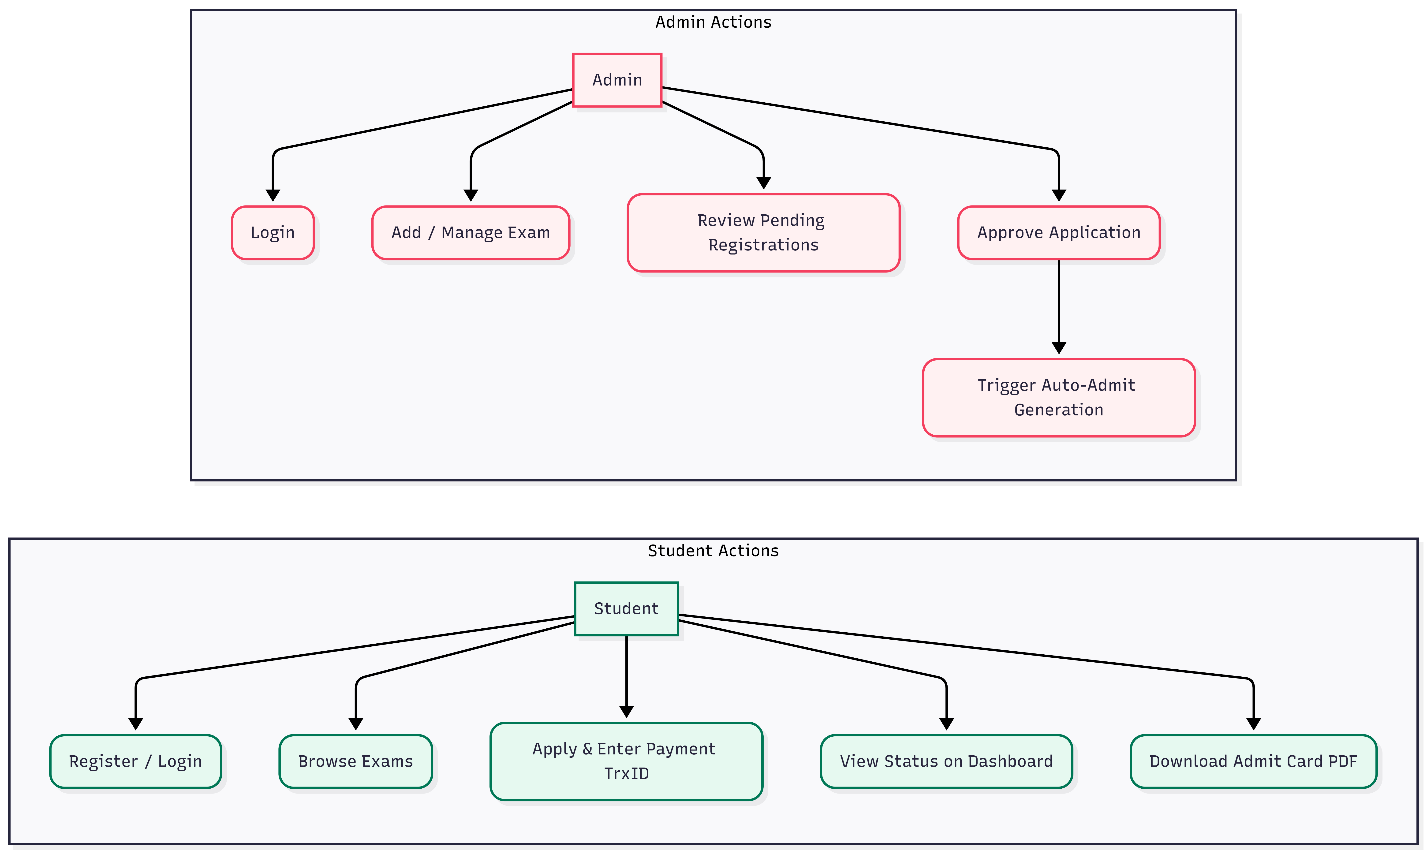 Admin Actions
Admin
Login
Add / Manage Exam
Review Pending
Registrations
Approve Application
Trigger Auto-Admit
Generation
Student Actions
Student
Register / Login
Browse Exams
Apply & Enter Payment
TrxID
View Status on Dashboard
Download Admit Card PDF